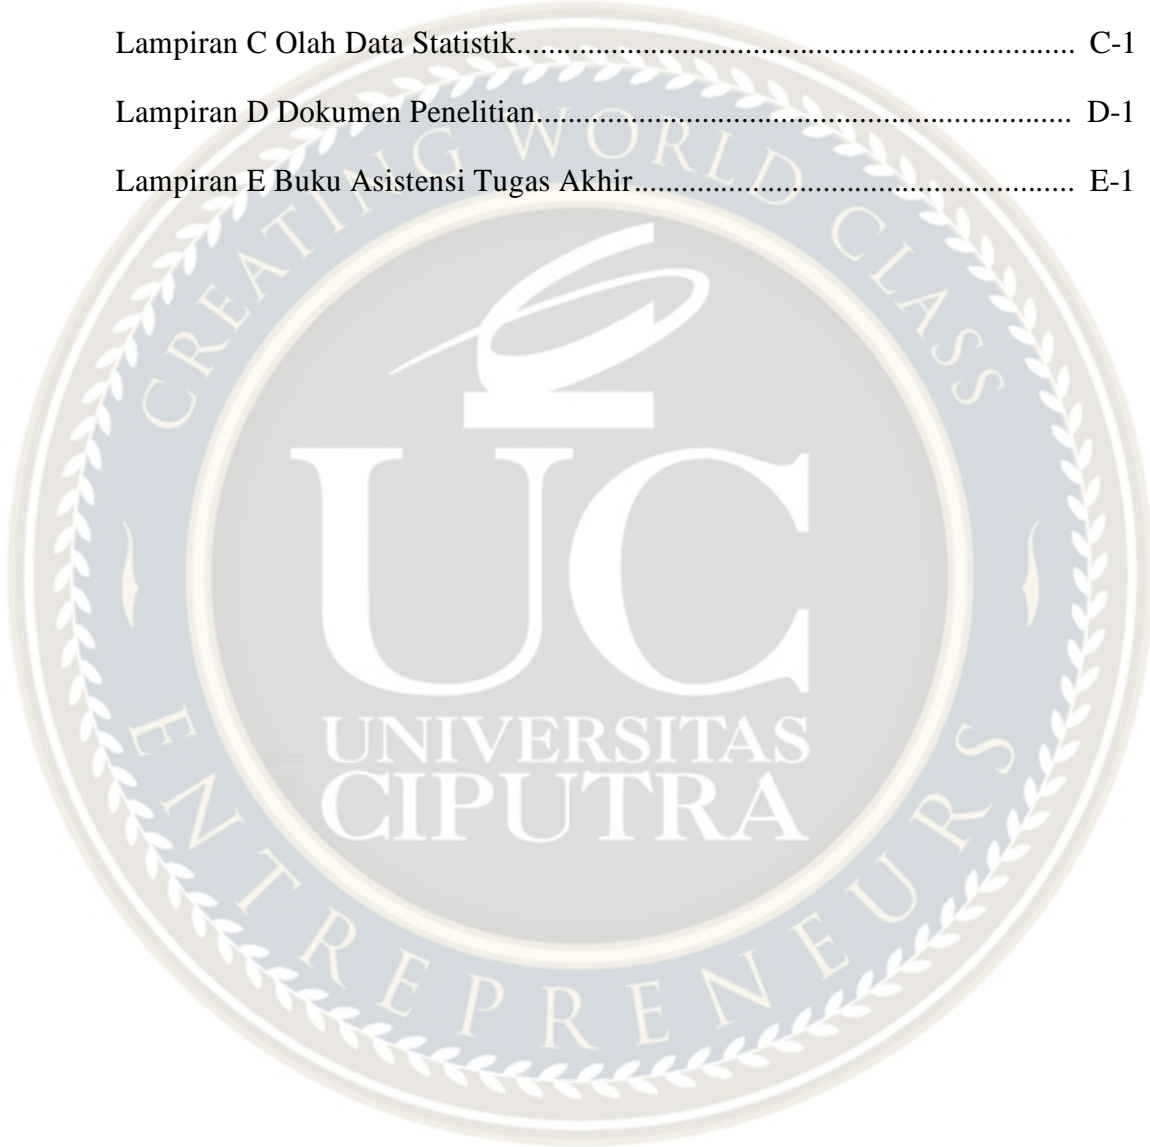 Lampiran C Olah Data Statistik........................................................................... C-1
Lampiran D Dokumen Penelitian........................................................................ D-1
Lampiran E Buku Asistensi Tugas Akhir........................................................... E-1
CREATING WORLD CLASS
UC
UNIVERSITAS
CIPUTRA
ENTREPRENEURS